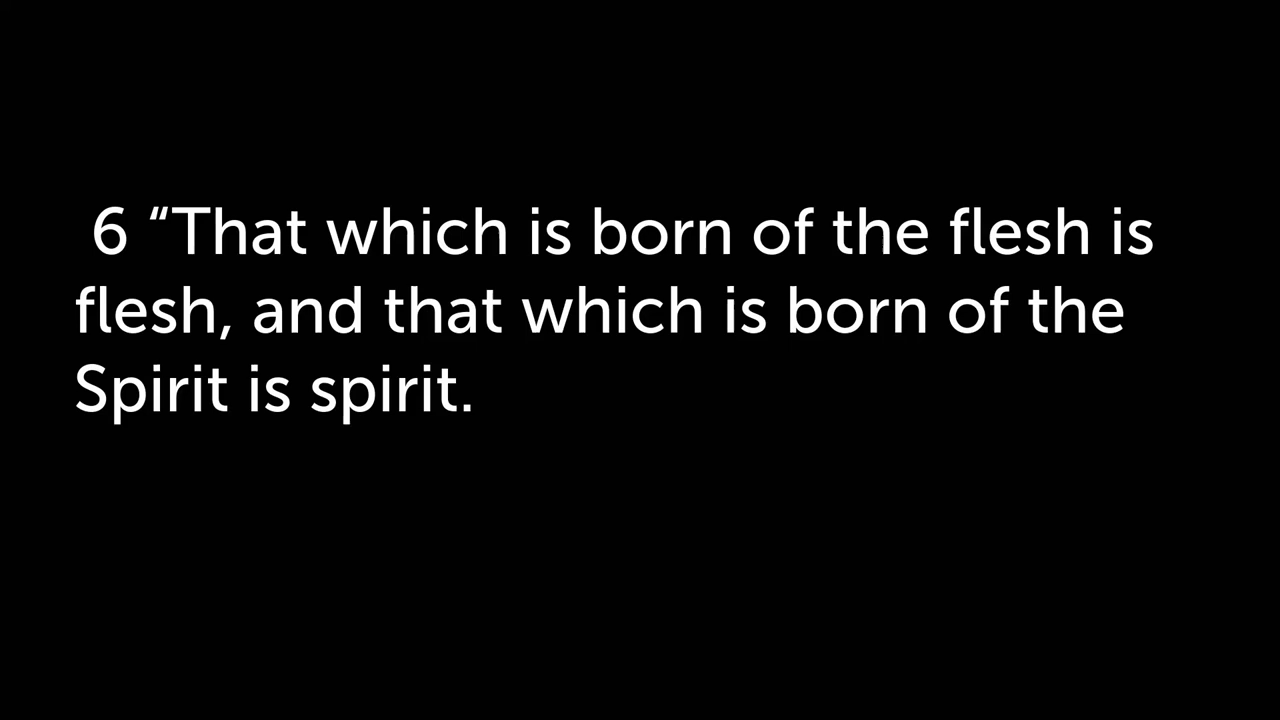 6 “That which is born of the flesh is
flesh, and that which is born of the
Spirit is spirit.